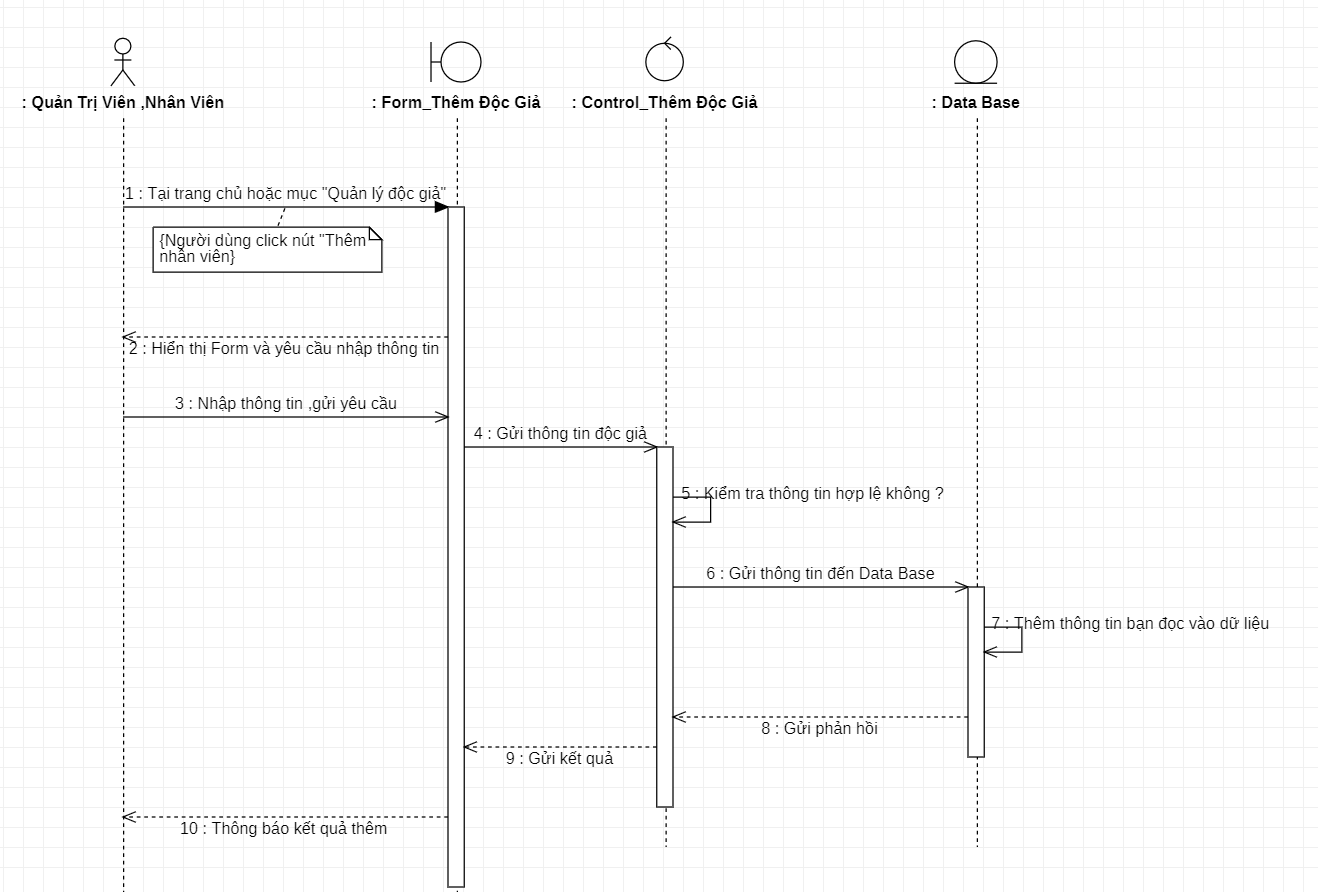 : Quản Trị Viên ,Nhân Viên
: Form_Thêm Độc Giả
: Control_Thêm Độc Giả
: Data Base
1 : Tại trang chủ hoặc mục "Quản lý độc giả"
{Người dùng click nút "Thêm
nhân viên}
2 : Hiển thị Form và yêu cầu nhập thông tin
3 : Nhập thông tin ,gửi yêu cầu
4 : Gửi thông tin độc giả
5 : Kiểm tra thông tin hợp lệ không ?
6 : Gửi thông tin đến Data Base
7 : Thêm thông tin bạn đọc vào dữ liệu
8 : Gửi phản hồi
9 : Gửi kết quả
10 : Thông báo kết quả thêm